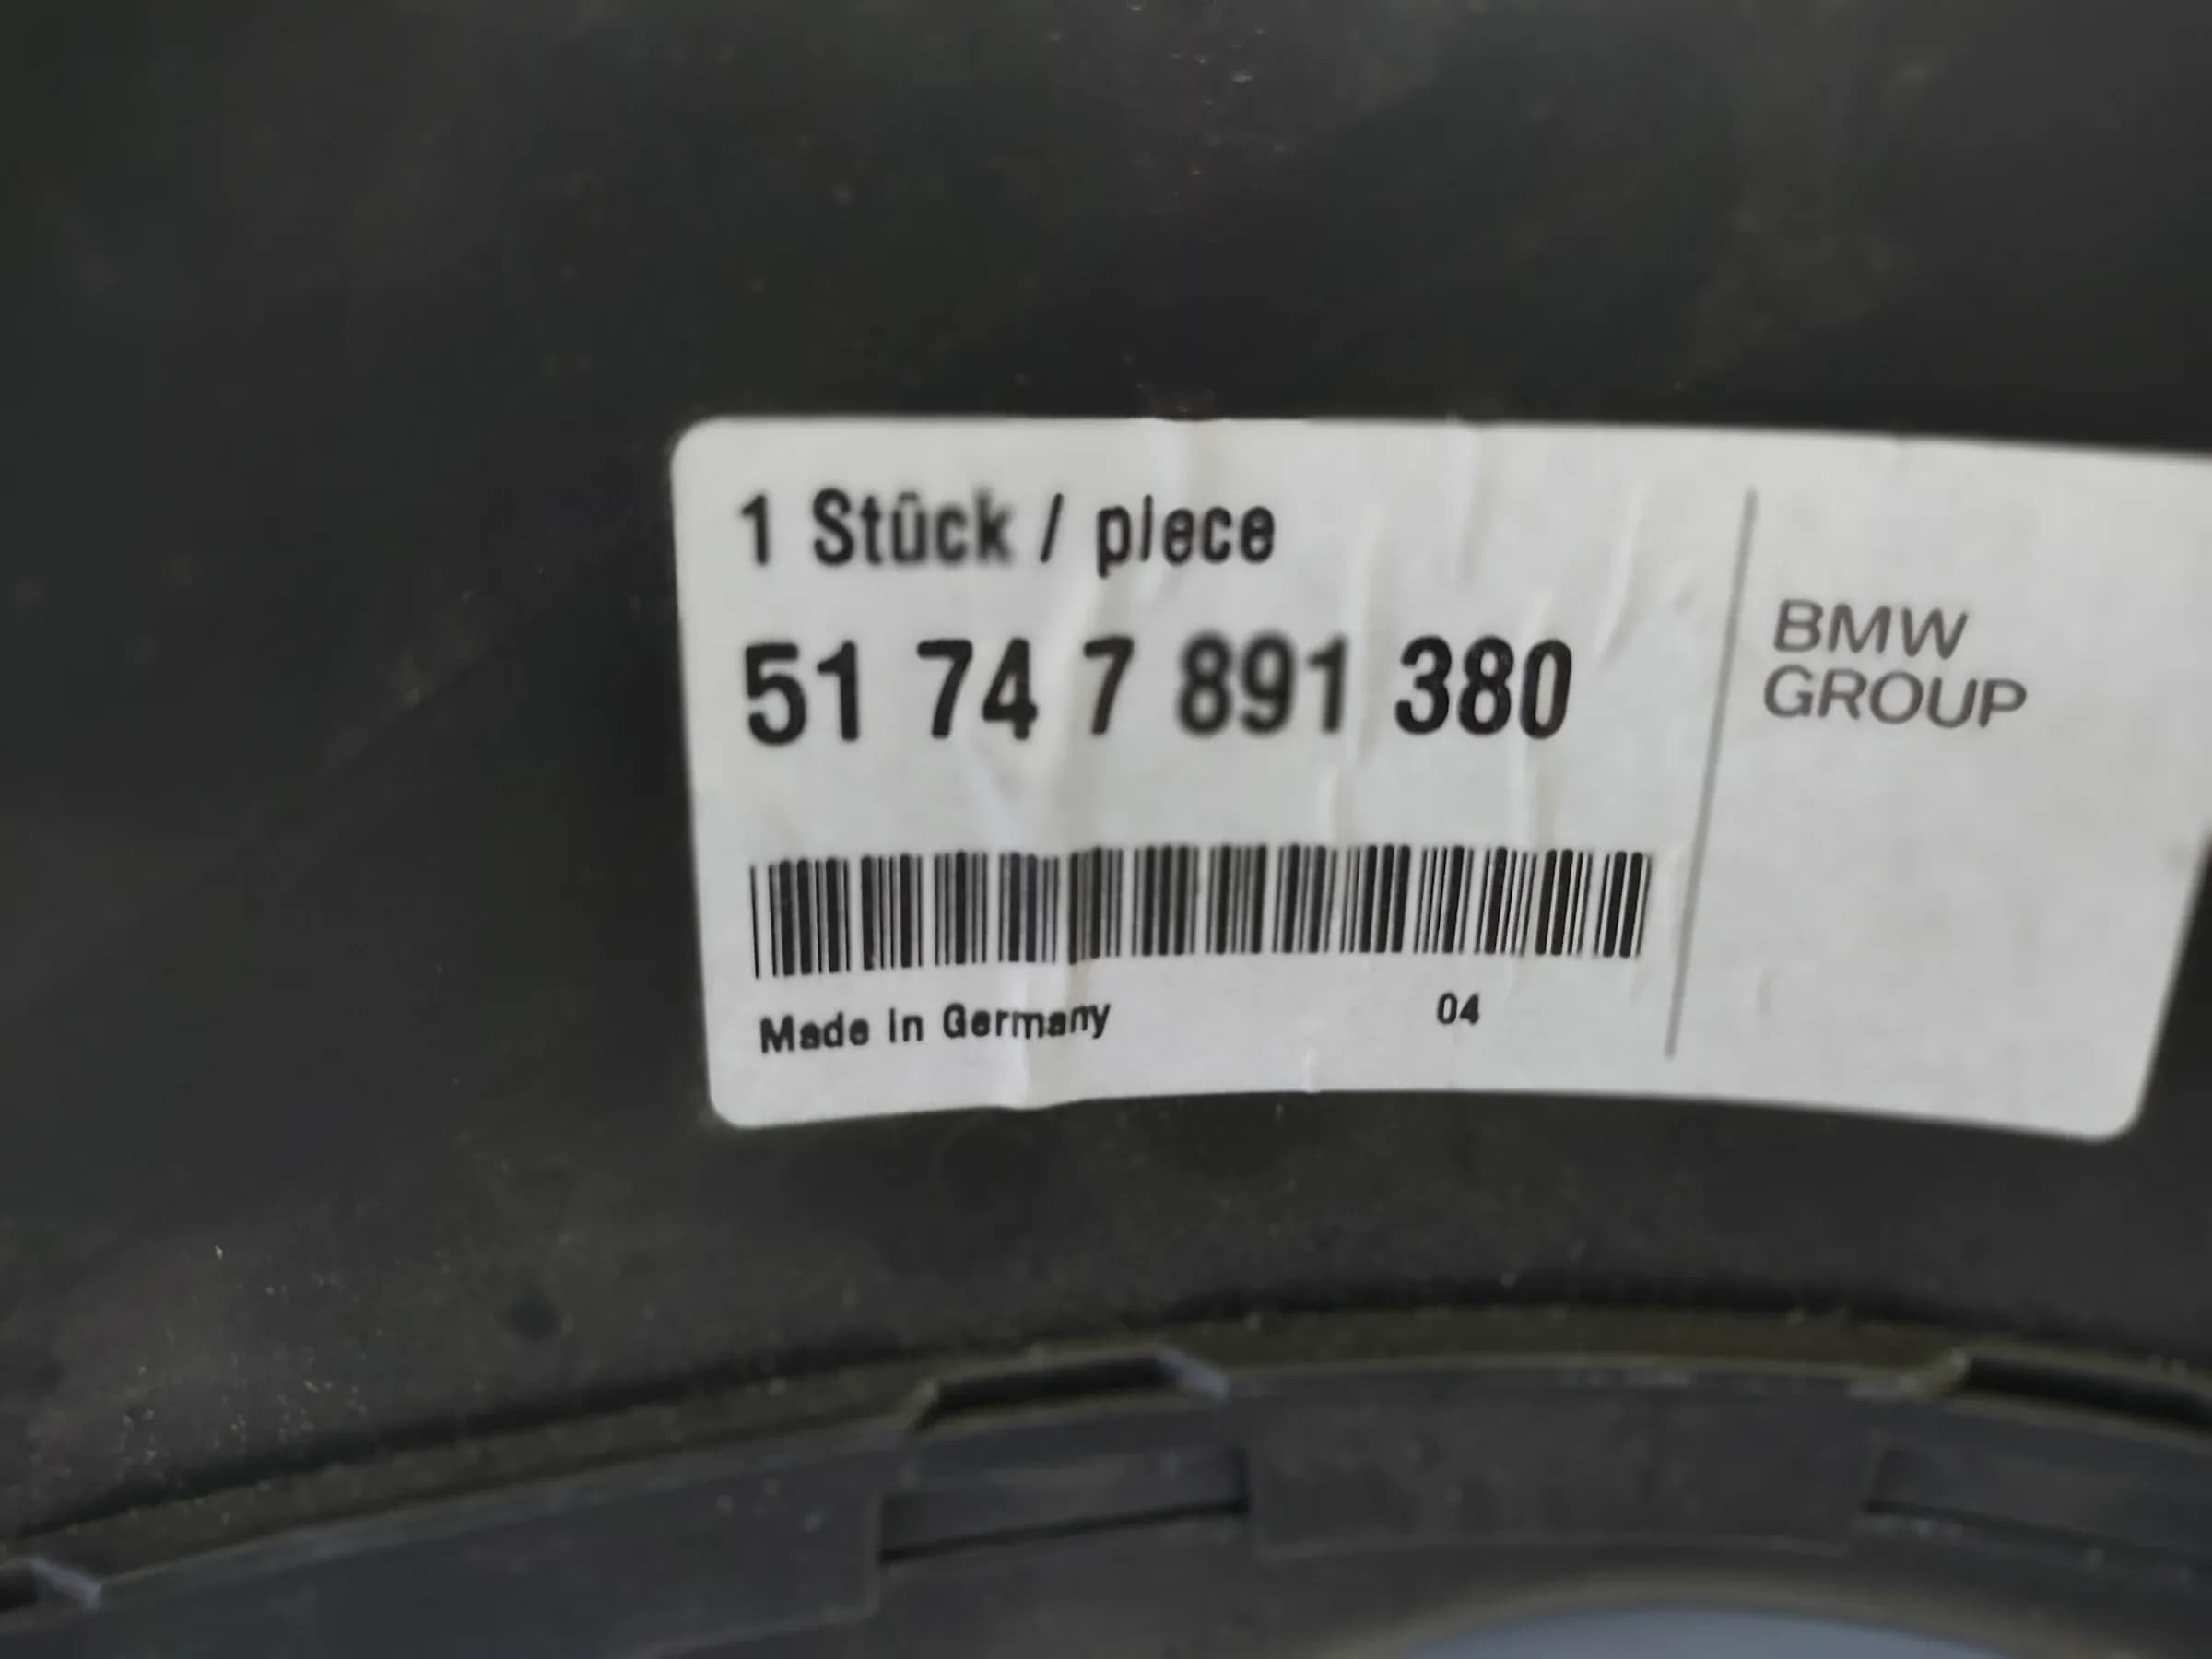 1 Stück / piece
51 74 7 891 380
BMW
GROUP
Made in Germany 04